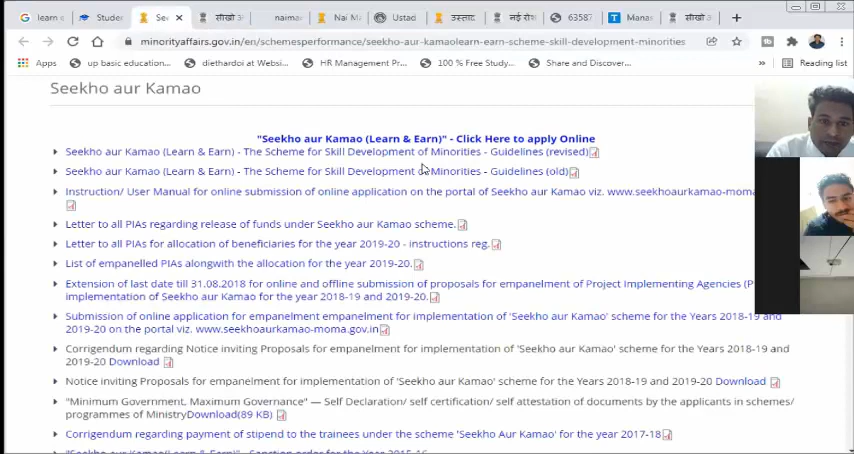 learn
Studer
See
सीखो
naimar
Nai Ma
Ustad
उस्ताद
नई रोश
63587
Mana
सीखो
minorityaffairs.gov.in/en/schemesperformance/seekho-aur-kamaolearn-earn-scheme-skill-development-minorities
Apps
up basic education...
diethardoi at Website...
HR Management Pr...
100 % Free Study...
Share and Discover...
»
Reading list
Seekho aur Kamao
"Seekho aur Kamao (Learn & Earn)" - Click Here to apply Online
Seekho aur Kamao (Learn & Earn) - The Scheme for Skill Development of Minorities - Guidelines (revised)
Seekho aur Kamao (Learn & Earn) - The Scheme for Skill Development of Minorities - Guidelines (old)
Instruction/ User Manual for online submission of online application on the portal of Seekho aur Kamao viz. www.seekhoaurkamao-moma
Letter to all PIAs regarding release of funds under Seekho aur Kamao scheme.
Letter to all PIAs for allocation of beneficiaries for the year 2019-20 - instructions reg.
List of empanelled PIAs alongwith the allocation for the year 2019-20.
Extension of last date till 31.08.2018 for online and offline submission of proposals for empanelment of Project Implementing Agencies (P
implementation of Seekho aur Kamao for the year 2018-19 and 2019-20.
Submission of online application for empanelment empanelment for implementation of 'Seekho aur Kamao' scheme for the Years 2018-19 and
2019-20 on the portal viz. www.seekhoaurkamao-moma.gov.in
Corrigendum regarding Notice inviting Proposals for empanelment for implementation of 'Seekho aur Kamao' scheme for the Years 2018-19 and
2019-20 Download
Notice inviting Proposals for empanelment for implementation of 'Seekho aur Kamao' scheme for the Years 2018-19 and 2019-20 Download
"Minimum Government, Maximum Governance" — Self Declaration/ self certification/ self attestation of documents by the applicants in schemes/
programmes of MinistryDownload(89 KB)
Corrigendum regarding payment of stipend to the trainees under the scheme 'Seekho Aur Kamao' for the year 2017-18